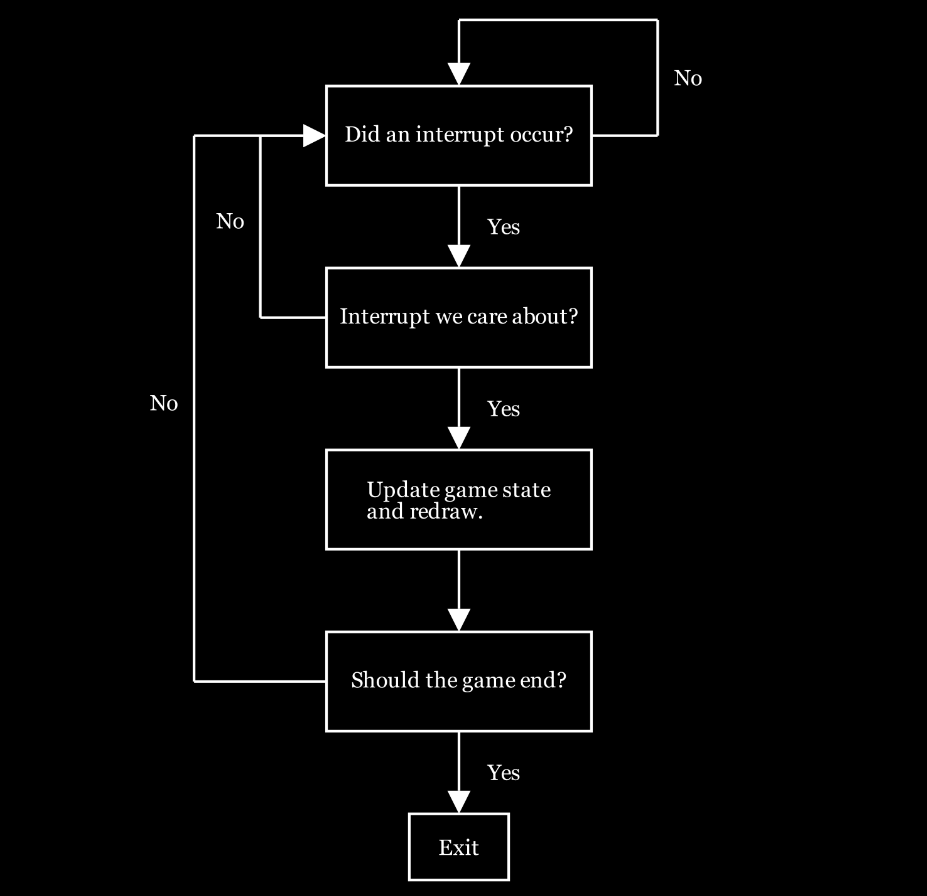 No
Did an interrupt occur?
No
Yes
Interrupt we care about?
No
Yes
Update game state
and redraw.
Should the game end?
Yes
Exit